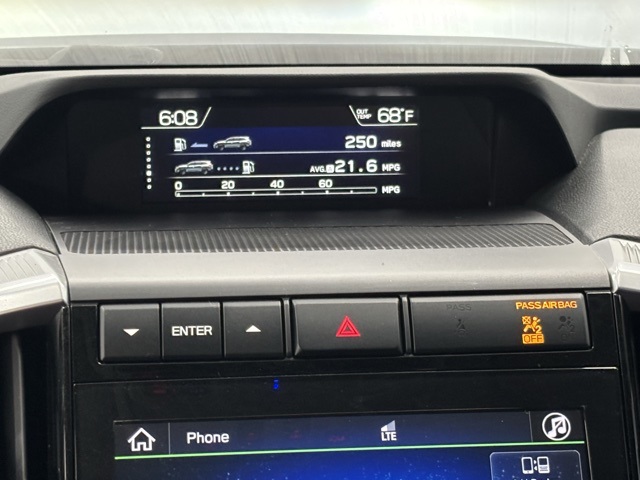 6:08 OUT TEMP 68°F
250 miles
AVG. A 21.6 MPG
0 20 40 60 MPG
PASS PASS AIR BAG
ENTER
OFF
Phone LTE